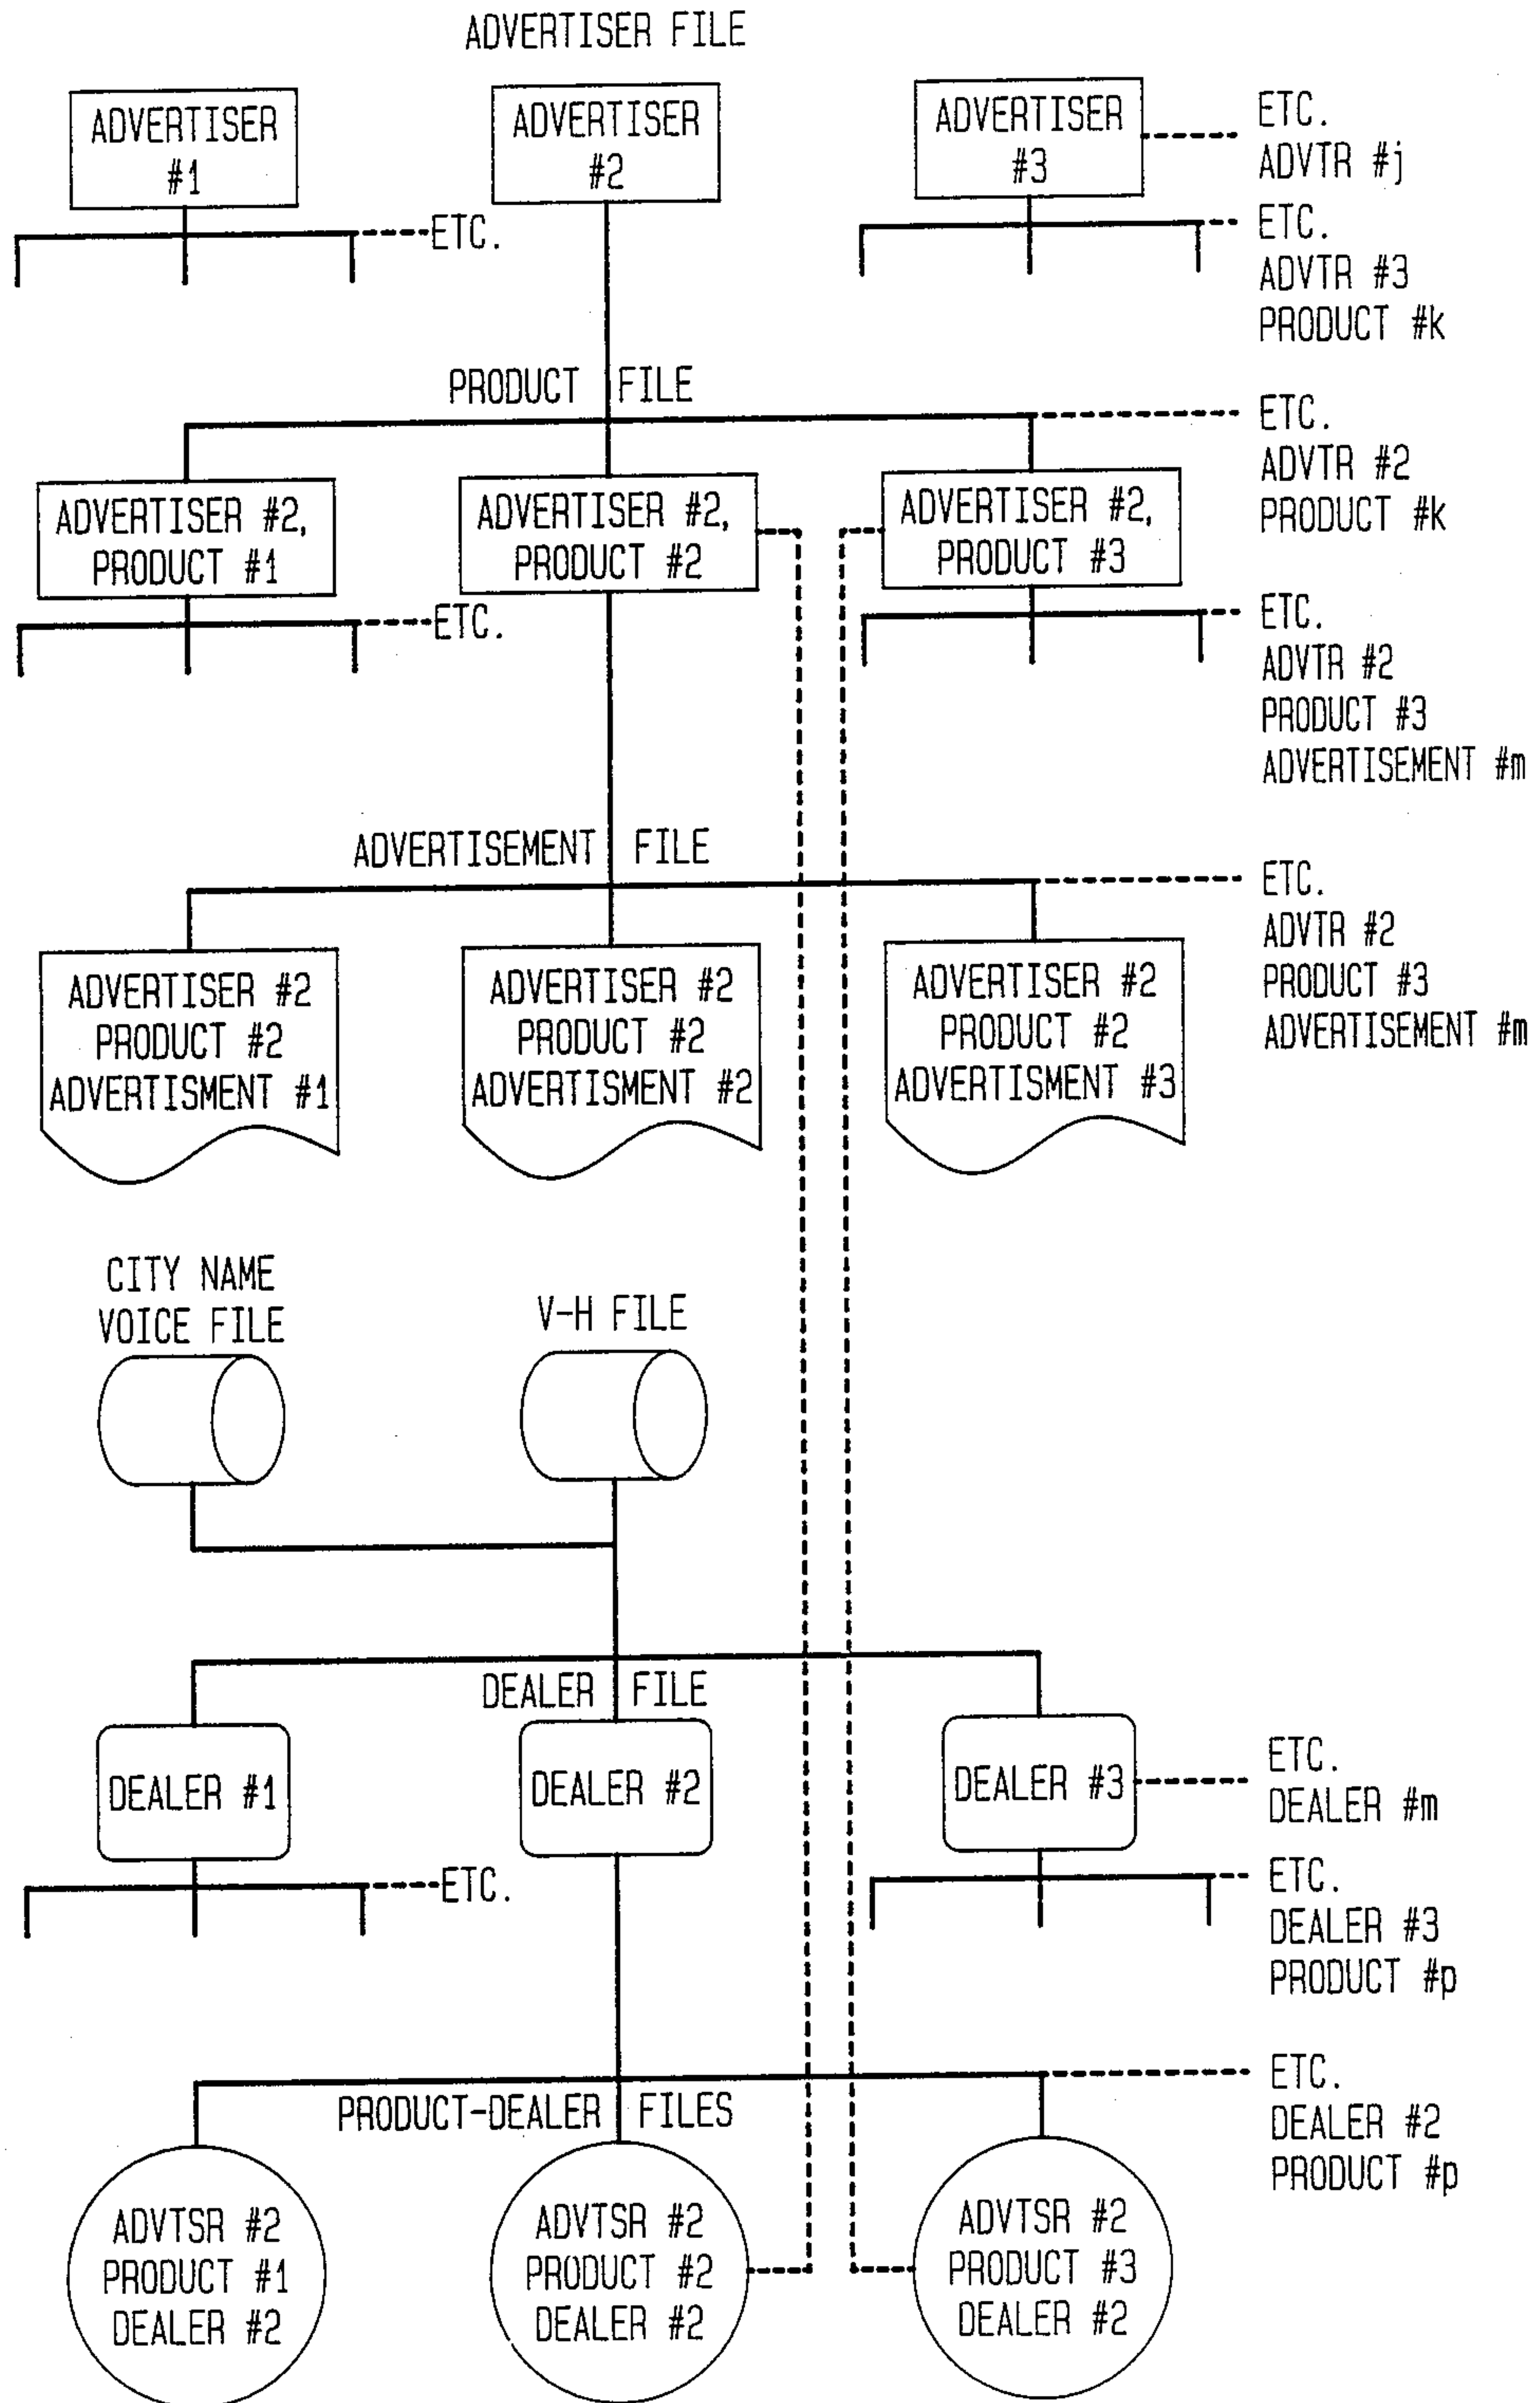 ADVERTISER FILE
ADVERTISER
#1
ADVERTISER
#2
ADVERTISER
#3
ETC.
ADVTR #j
ETC.
ETC.
ADVTR #3
PRODUCT #k
PRODUCT FILE
ETC.
ADVTR #2
PRODUCT #k
ADVERTISER #2,
PRODUCT #1
ADVERTISER #2,
PRODUCT #2
ADVERTISER #2,
PRODUCT #3
ETC.
ETC.
ADVTR #2
PRODUCT #3
ADVERTISEMENT #m
ADVERTISEMENT FILE
ETC.
ADVTR #2
PRODUCT #3
ADVERTISEMENT #m
ADVERTISER #2
PRODUCT #2
ADVERTISMENT #1
ADVERTISER #2
PRODUCT #2
ADVERTISMENT #2
ADVERTISER #2
PRODUCT #2
ADVERTISMENT #3
CITY NAME
VOICE FILE
V-H FILE
DEALER FILE
DEALER #1
DEALER #2
DEALER #3
ETC.
DEALER #m
ETC.
ETC.
DEALER #3
PRODUCT #p
PRODUCT-DEALER FILES
ETC.
DEALER #2
PRODUCT #p
ADVTSR #2
PRODUCT #1
DEALER #2
ADVTSR #2
PRODUCT #2
DEALER #2
ADVTSR #2
PRODUCT #3
DEALER #2